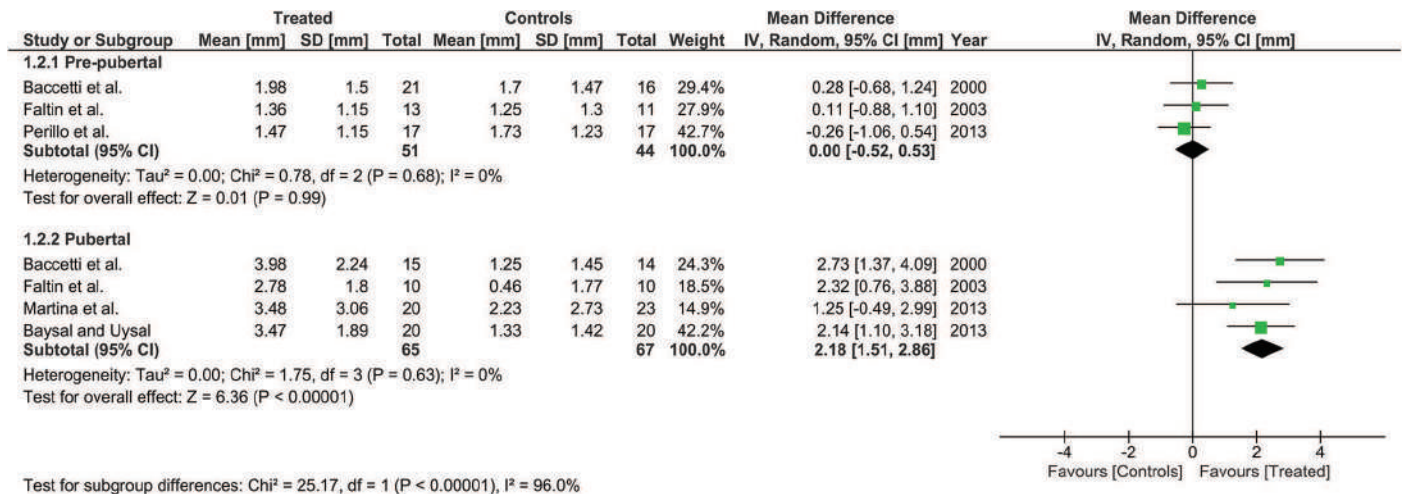 Treated Controls Mean Difference Mean Difference
Study or Subgroup Mean [mm] SD [mm] Total Mean [mm] SD [mm] Total Weight IV, Random, 95% CI [mm] Year IV, Random, 95% CI [mm]
1.2.1 Pre-pubertal
Baccetti et al. 1.98 1.5 21 1.7 1.47 16 29.4% 0.28 [-0.68, 1.24] 2000
Faltin et al. 1.36 1.15 13 1.25 1.3 11 27.9% 0.11 [-0.88, 1.10] 2003
Perillo et al. 1.47 1.15 17 1.73 1.23 17 42.7% -0.26 [-1.06, 0.54] 2013
Subtotal (95% CI) 51 44 100.0% 0.00 [-0.52, 0.53]
Heterogeneity: Tau² = 0.00; Chi² = 0.78, df = 2 (P = 0.68); I² = 0%
Test for overall effect: Z = 0.01 (P = 0.99)
1.2.2 Pubertal
Baccetti et al. 3.98 2.24 15 1.25 1.45 14 24.3% 2.73 [1.37, 4.09] 2000
Faltin et al. 2.78 1.8 10 0.46 1.77 10 18.5% 2.32 [0.76, 3.88] 2003
Martina et al. 3.48 3.06 20 2.23 2.73 23 14.9% 1.25 [-0.49, 2.99] 2013
Baysal and Uysal 3.47 1.89 20 1.33 1.42 20 42.2% 2.14 [1.10, 3.18] 2013
Subtotal (95% CI) 65 67 100.0% 2.18 [1.51, 2.86]
Heterogeneity: Tau² = 0.00; Chi² = 1.75, df = 3 (P = 0.63); I² = 0%
Test for overall effect: Z = 6.36 (P < 0.00001)
-4 -2 0 2 4
Favours [Controls] Favours [Treated]
Test for subgroup differences: Chi² = 25.17, df = 1 (P < 0.00001), I² = 96.0%